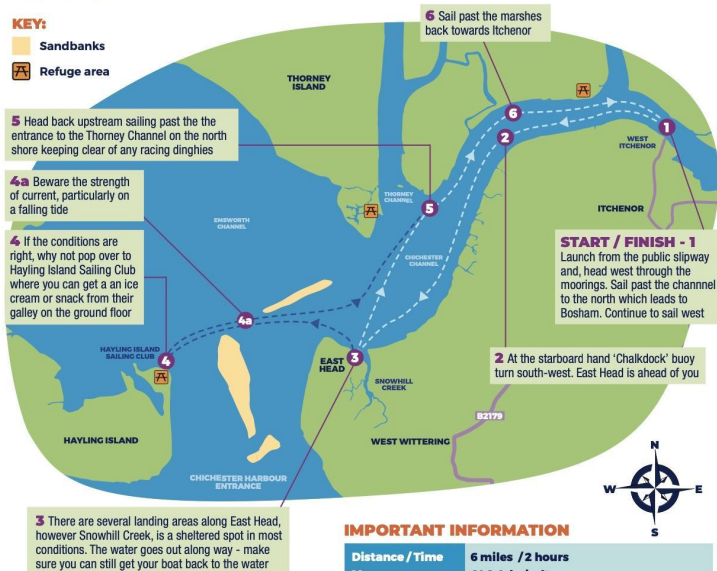 KEY:
Sandbanks
Refuge area
6 Sail past the marshes
back towards Itchenor
THORNEY
ISLAND
5 Head back upstream sailing past the the
entrance to the Thorney Channel on the north
shore keeping clear of any racing dinghies
4a Beware the strength
of current, particularly on
a falling tide
4 If the conditions are
right, why not pop over to
Hayling Island Sailing Club
where you can get a an ice
cream or snack from their
galley on the ground floor
EMSWORTH
CHANNEL
THORNEY
CHANNEL
CHICHESTER
CHANNEL
6
2
1
5
4a
4
3
WEST
ITCHENOR
ITCHENOR
START / FINISH - 1
Launch from the public slipway
and, head west through the
moorings. Sail past the channnel
to the north which leads to
Bosham. Continue to sail west
2 At the starboard hand 'Chalkdock' buoy
turn south-west. East Head is ahead of you
HAYLING ISLAND
SAILING CLUB
EAST
HEAD
SNOWHILL
CREEK
B2179
HAYLING ISLAND
WEST WITTERING
CHICHESTER HARBOUR
ENTRANCE
N
W
E
S
3 There are several landing areas along East Head,
however Snowhill Creek, is a sheltered spot in most
conditions. The water goes out along way - make
sure you can still get your boat back to the water
IMPORTANT INFORMATION
Distance / Time
6 miles / 2 hours